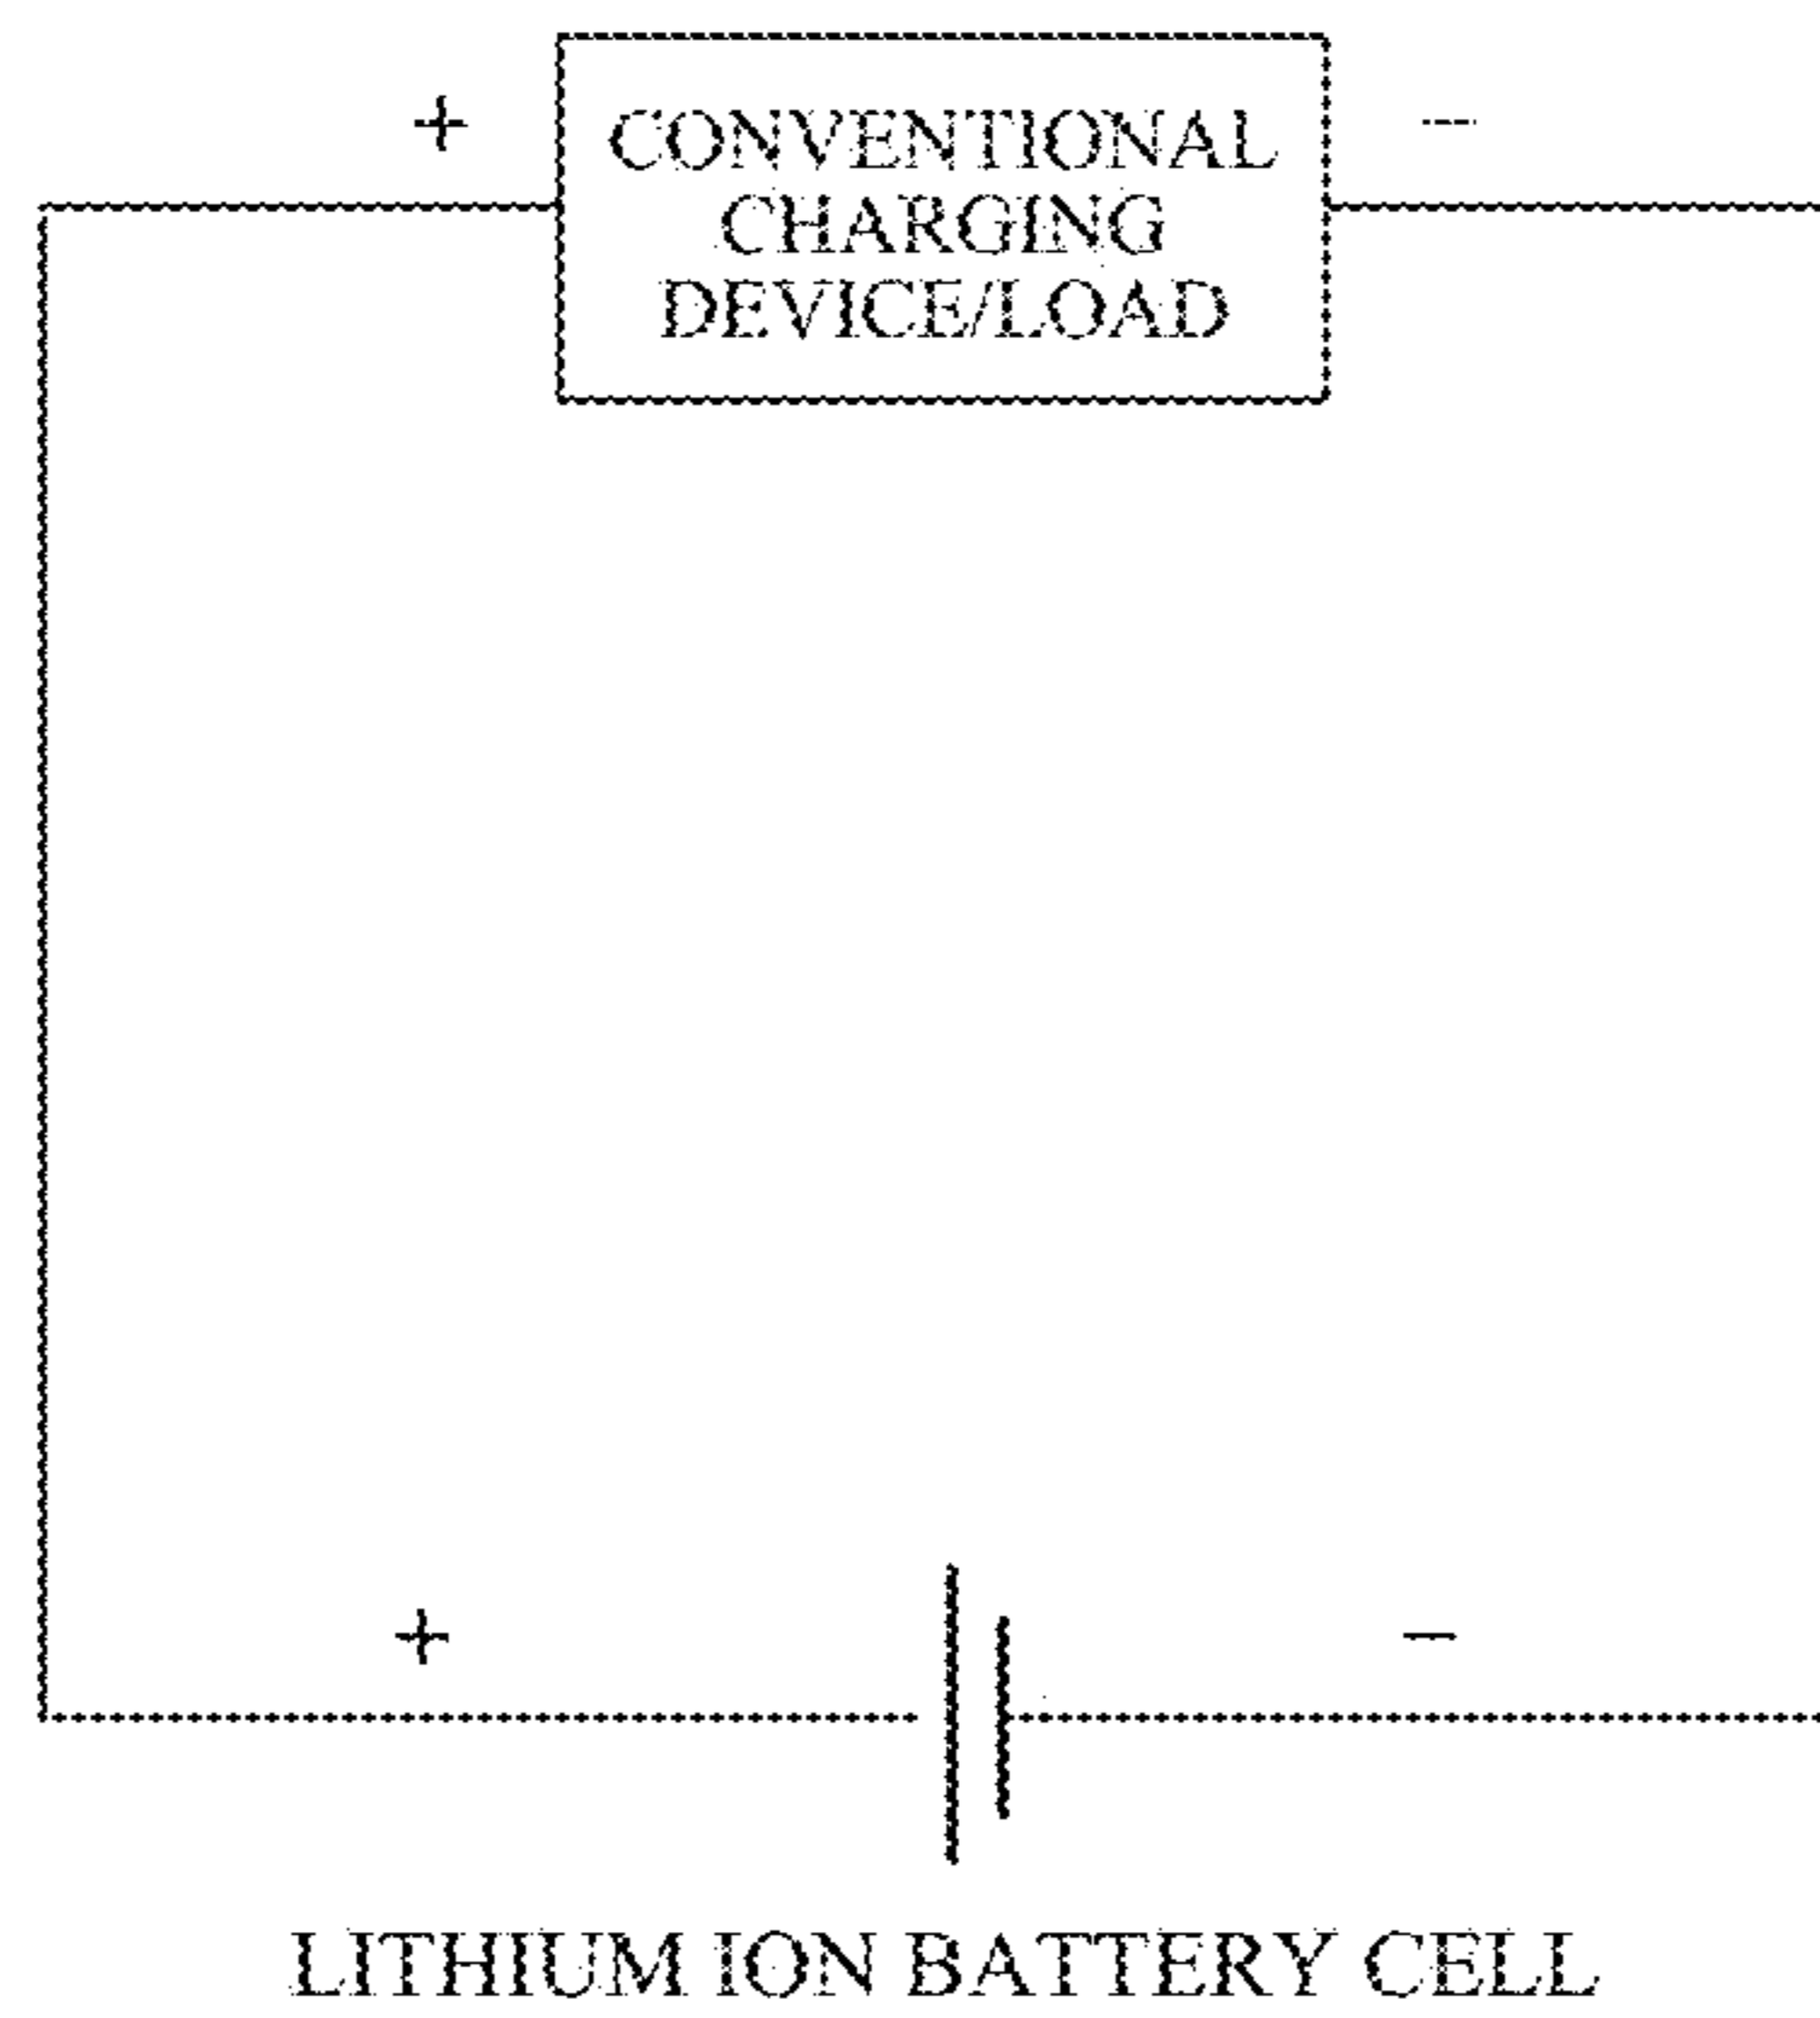 + CONVENTIONAL −
CHARGING
DEVICE/LOAD
+ −
LITHIUM ION BATTERY CELL